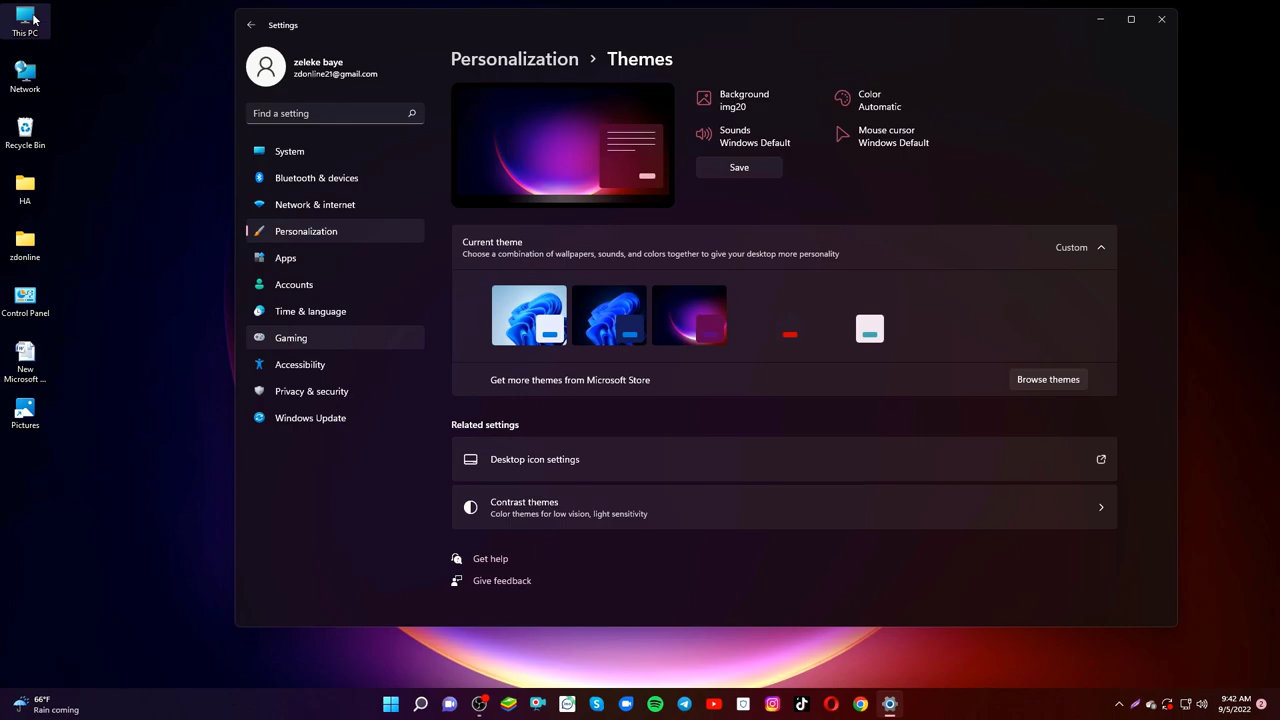 This PC
Network
Recycle Bin
HA
zdonline
Control Panel
New
Microsoft ...
Pictures
Settings
zeleke baye
zdonline21@gmail.com
Find a setting
System
Bluetooth & devices
Network & internet
Personalization
Apps
Accounts
Time & language
Gaming
Accessibility
Privacy & security
Windows Update
Personalization > Themes
Background
img20
Color
Automatic
Sounds
Windows Default
Mouse cursor
Windows Default
Save
Current theme
Choose a combination of wallpapers, sounds, and colors together to give your desktop more personality
Custom
Get more themes from Microsoft Store
Browse themes
Related settings
Desktop icon settings
Contrast themes
Color themes for low vision, light sensitivity
Get help
Give feedback
66°F
Rain coming
9:42 AM
9/5/2022
2